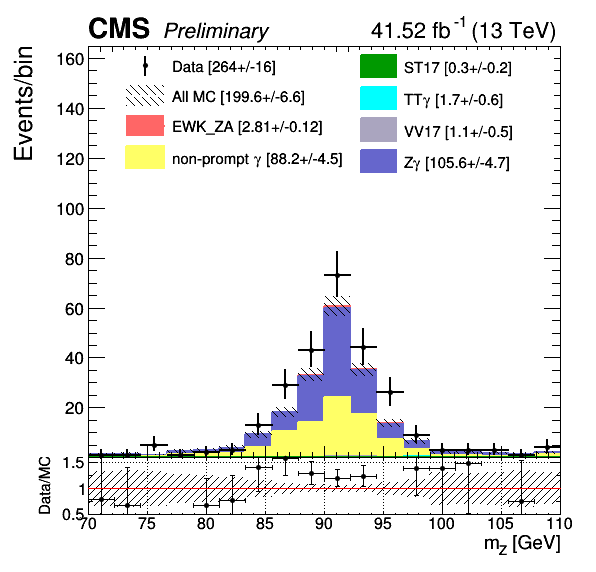 CMS Preliminary 41.52 fb⁻¹ (13 TeV)
Events/bin
160
140
120
100
80
60
40
20
Data [264+/-16]
All MC [199.6+/-6.6]
EWK_ZA [2.81+/-0.12]
non-prompt γ [88.2+/-4.5]
ST17 [0.3+/-0.2]
TTγ [1.7+/-0.6]
VV17 [1.1+/-0.5]
Zγ [105.6+/-4.7]
Data/MC
1.5
1
0.5
70 75 80 85 90 95 100 105 110
m_Z [GeV]